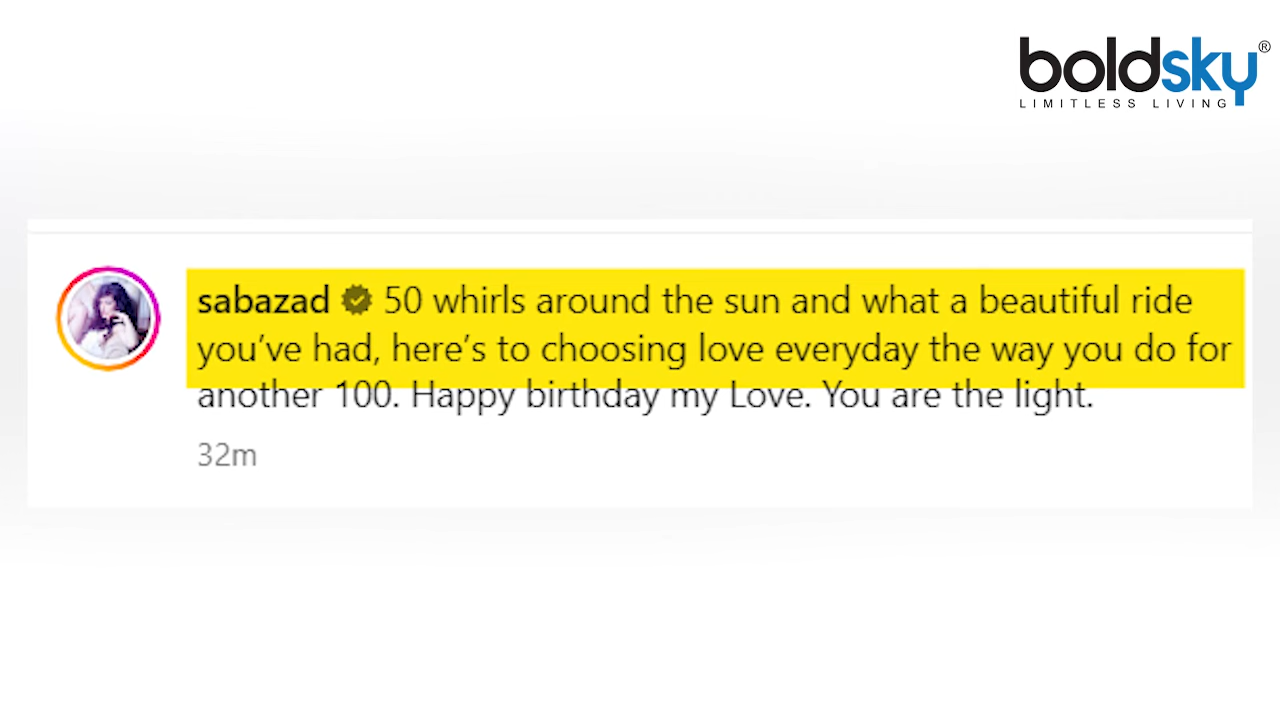 boldsky®
LIMITLESS LIVING
sabazad 50 whirls around the sun and what a beautiful ride
you’ve had, here’s to choosing love everyday the way you do for
another 100. Happy birthday my Love. You are the light.
32m